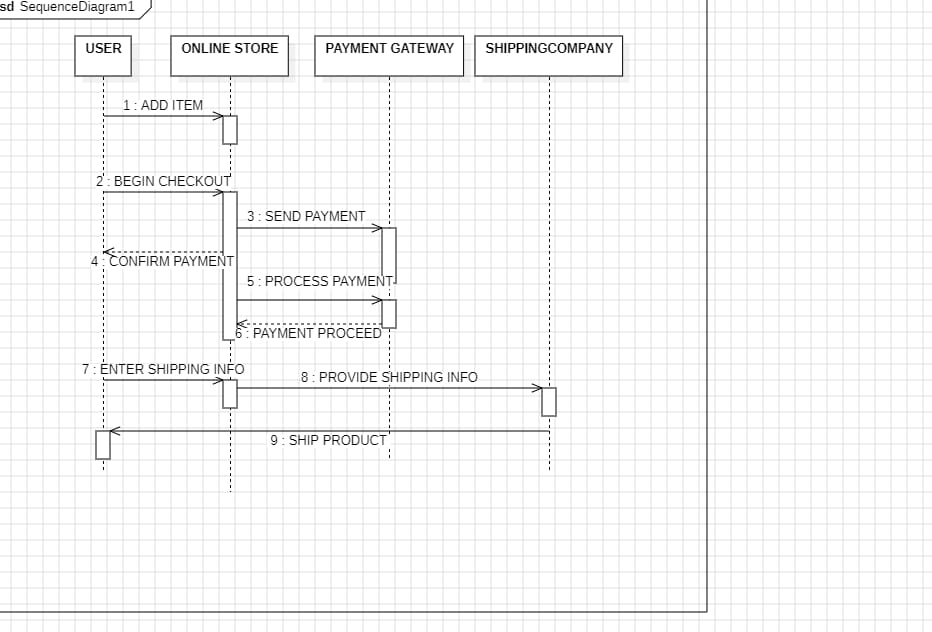 sd SequenceDiagram1
USER
ONLINE STORE
PAYMENT GATEWAY
SHIPPINGCOMPANY
1 : ADD ITEM
2 : BEGIN CHECKOUT
3 : SEND PAYMENT
4 : CONFIRM PAYMENT
5 : PROCESS PAYMENT
6 : PAYMENT PROCEED
7 : ENTER SHIPPING INFO
8 : PROVIDE SHIPPING INFO
9 : SHIP PRODUCT